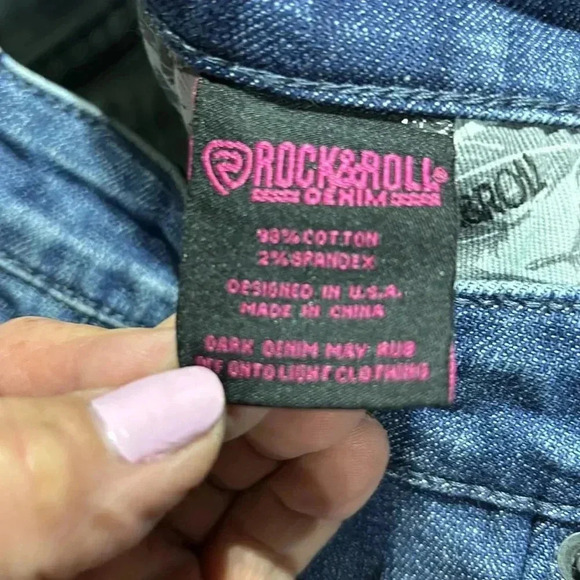 ROCK&ROLL®
DENIM
98% COTTON
2% SPANDEX
DESIGNED IN U.S.A.
MADE IN CHINA
DARK DENIM MAY RUB
OFF ONTO LIGHT CLOTHING
&ROLL